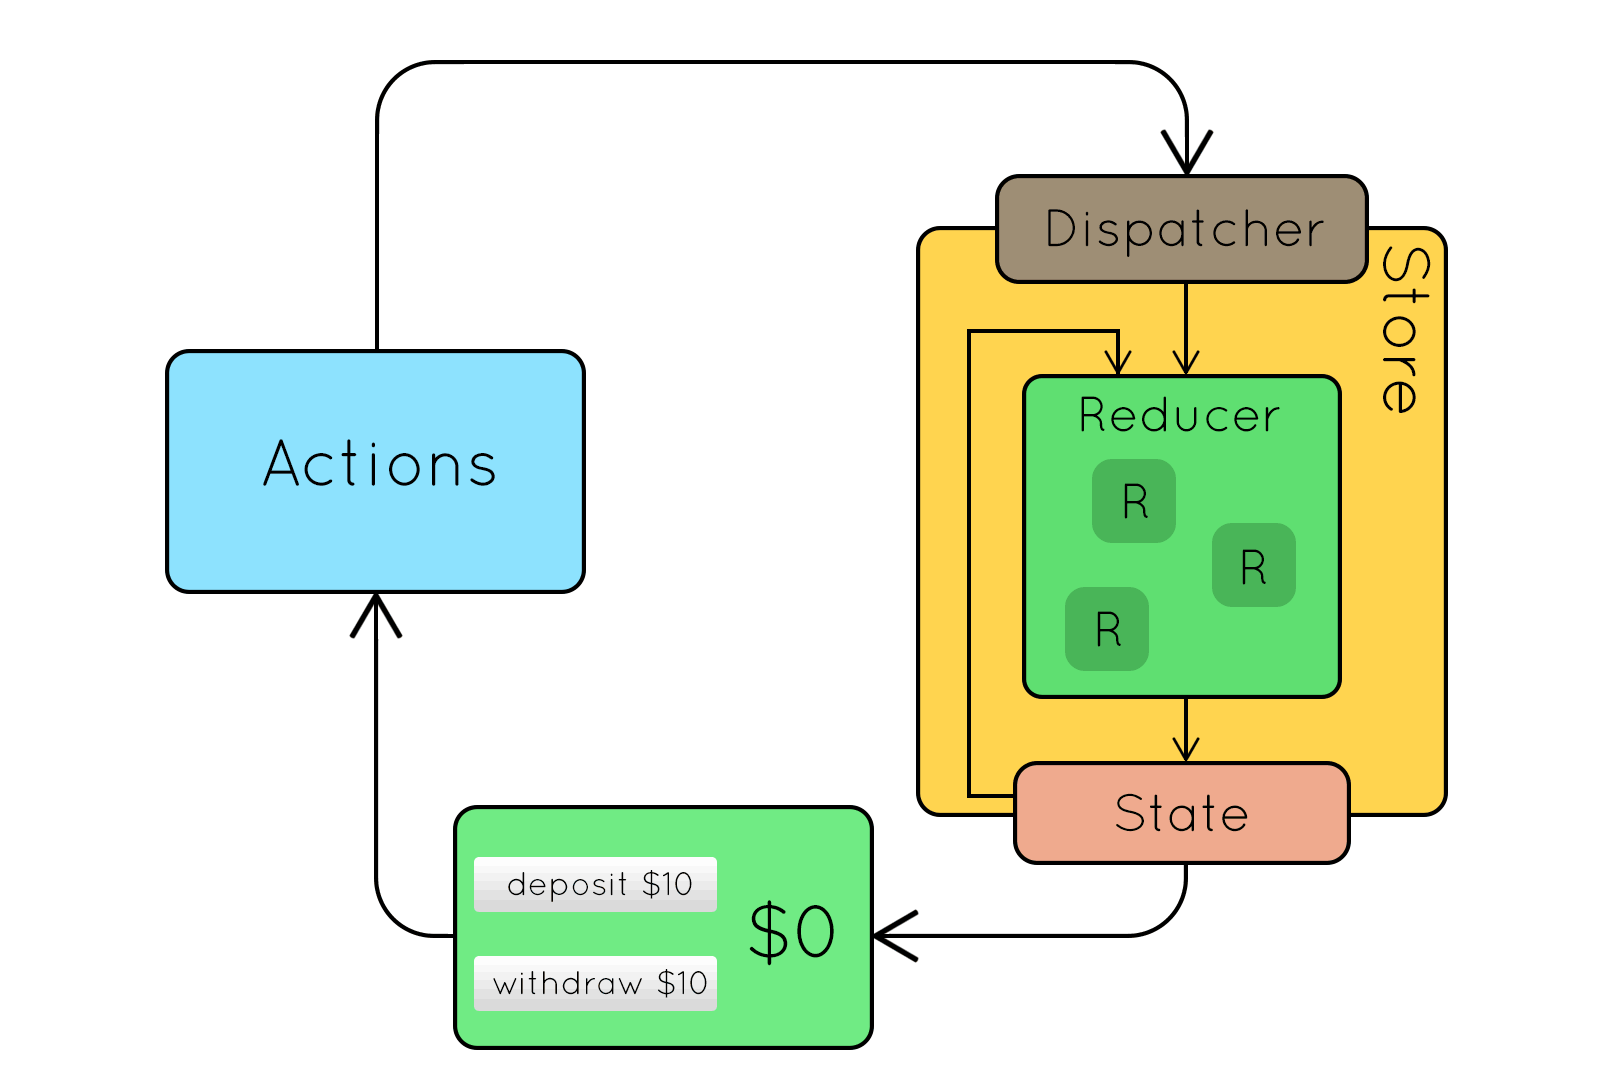 Dispatcher
Store
Reducer
Actions
R
R
R
State
deposit $10
$0
withdraw $10